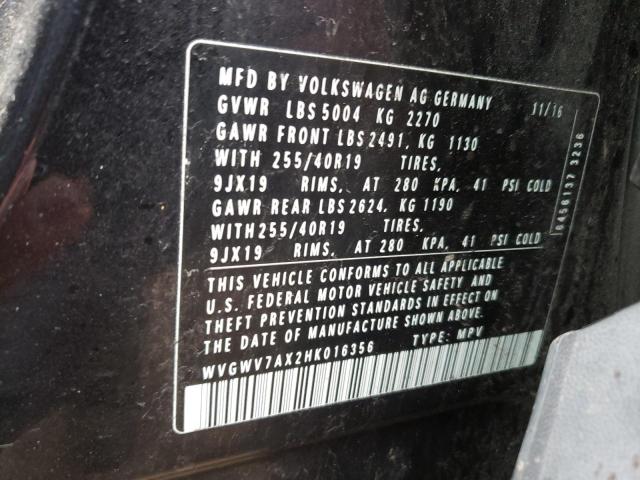 MFD BY VOLKSWAGEN AG GERMANY 11/16
GVWR LBS 5004 KG 2270
GAWR FRONT LBS 2491, KG 1130
WITH 255/40R19 TIRES,
9JX19 RIMS, AT 280 KPA, 41 PSI COLD
GAWR REAR LBS 2624, KG 1190
WITH 255/40R19 TIRES,
9JX19 RIMS, AT 280 KPA, 41 PSI COLD
THIS VEHICLE CONFORMS TO ALL APPLICABLE
U.S. FEDERAL MOTOR VEHICLE SAFETY AND
THEFT PREVENTION STANDARDS IN EFFECT ON
THE DATE OF MANUFACTURE SHOWN ABOVE.
WVGWV7AX2HK016356 TYPE: MPV
6456137 3236